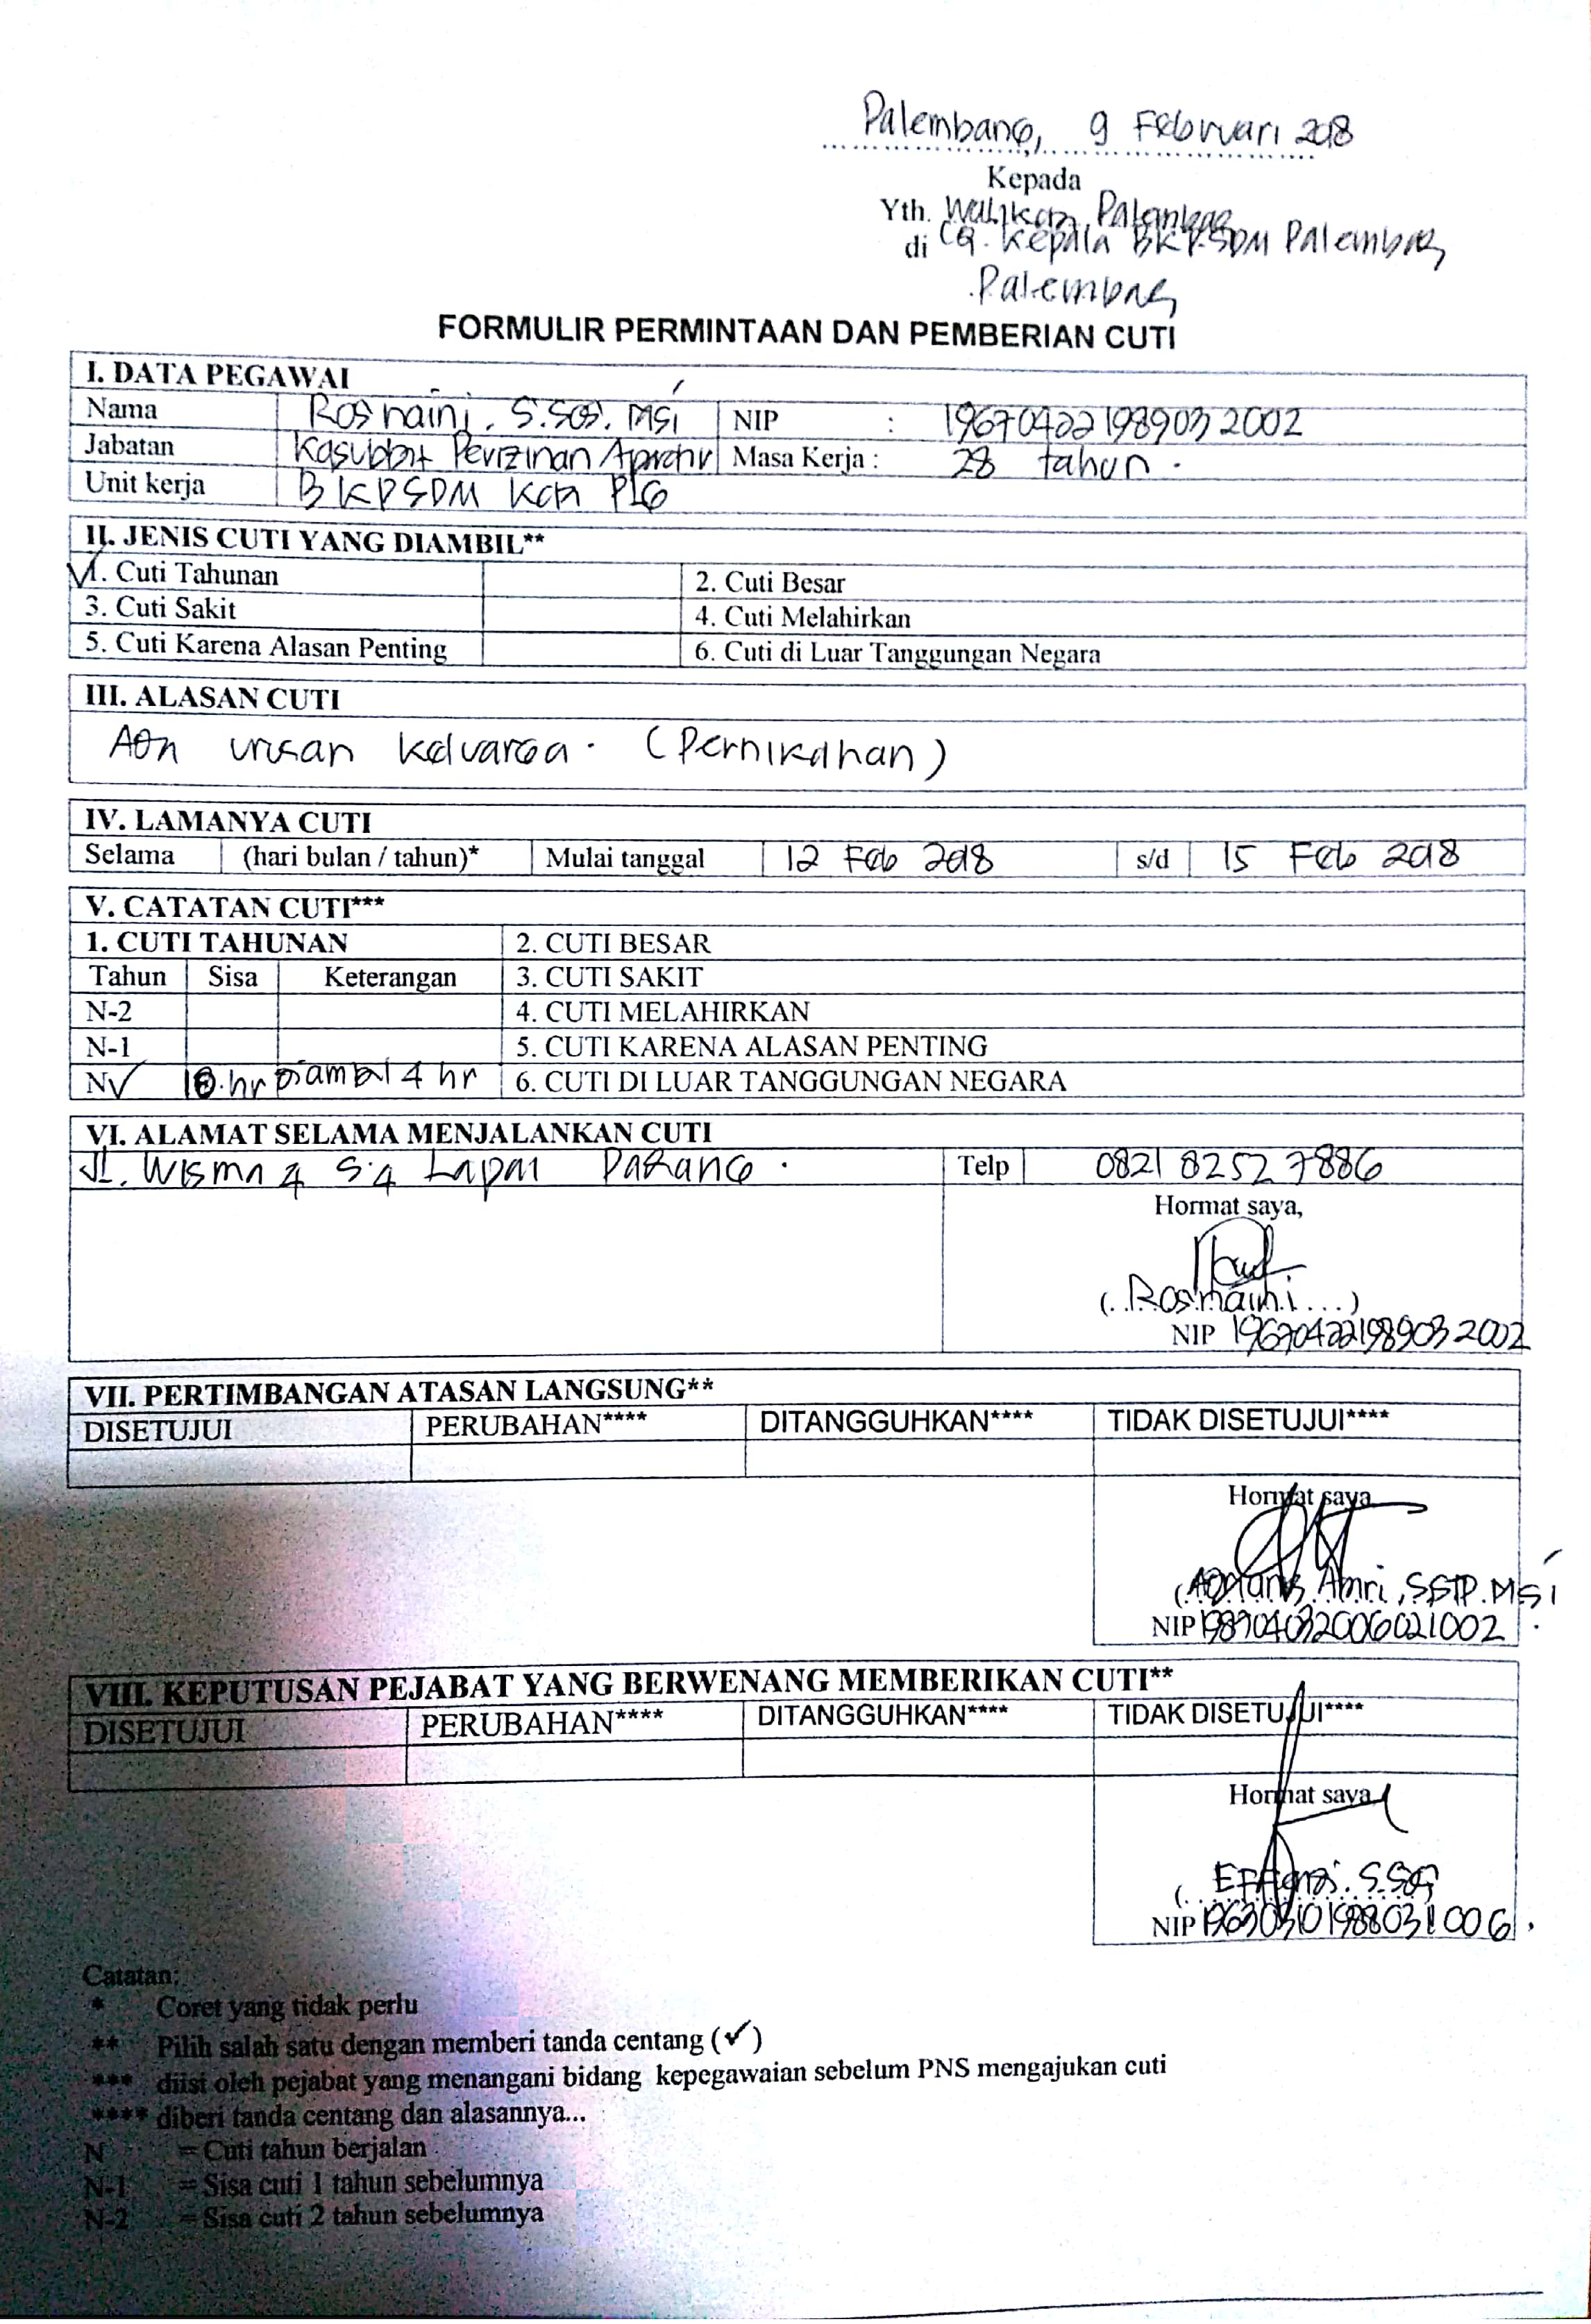 Palembang, 9 Februari 2018
Kepada
Yth. Walikota Palembang
di Cq. Kepala BKPSDM Palembang
Palembang
FORMULIR PERMINTAAN DAN PEMBERIAN CUTI
I. DATA PEGAWAI
Nama Rosnaini, S.Sos. MSi NIP : 196704221989032002
Jabatan Kasubbit Perizinan Masa Kerja : 28 tahun.
Unit kerja BKPSDM Kota PLG
II. JENIS CUTI YANG DIAMBIL**
✓1. Cuti Tahunan 2. Cuti Besar
3. Cuti Sakit 4. Cuti Melahirkan
5. Cuti Karena Alasan Penting 6. Cuti di Luar Tanggungan Negara
III. ALASAN CUTI
Ada urusan keluarga. (Pernikahan)
IV. LAMANYA CUTI
Selama (hari bulan / tahun)* Mulai tanggal 12 Feb 2018 s/d 15 Feb 2018
V. CATATAN CUTI***
1. CUTI TAHUNAN 2. CUTI BESAR
Tahun Sisa Keterangan 3. CUTI SAKIT
N-2 4. CUTI MELAHIRKAN
N-1 5. CUTI KARENA ALASAN PENTING
N✓ hr Diambil 4 hr 6. CUTI DI LUAR TANGGUNGAN NEGARA
VI. ALAMAT SELAMA MENJALANKAN CUTI
Jl. Wisma 4 Telp 0821 8252 7886
Hormat saya,
(..Rosnaini...)
NIP 196704221989032002
VII. PERTIMBANGAN ATASAN LANGSUNG**
DISETUJUI PERUBAHAN**** DITANGGUHKAN**** TIDAK DISETUJUI****
Hormat saya
( Amri, SSTP. MSi
NIP
VIII. KEPUTUSAN PEJABAT YANG BERWENANG MEMBERIKAN CUTI**
DISETUJUI PERUBAHAN**** DITANGGUHKAN**** TIDAK DISETUJUI****
Hormat saya
(.. S.Sos
NIP
Catatan:
* Coret yang tidak perlu
** Pilih salah satu dengan memberi tanda centang (✓)
*** diisi oleh pejabat yang menangani bidang kepegawaian sebelum PNS mengajukan cuti
**** diberi tanda centang dan alasannya...
N = Cuti tahun berjalan
N-1 = Sisa cuti 1 tahun sebelumnya
N-2 = Sisa cuti 2 tahun sebelumnya